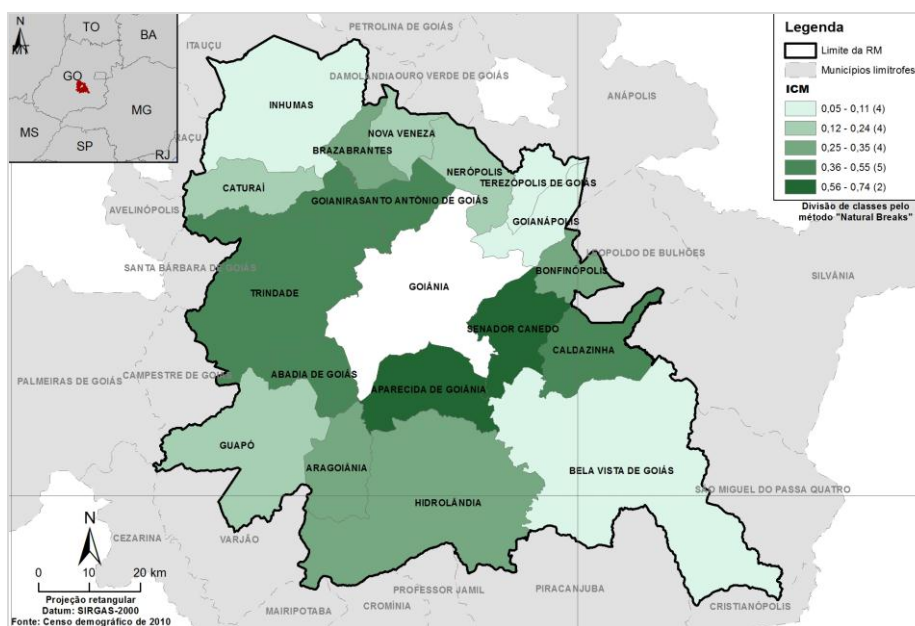 N
TO
BA
MT
GO
MG
MS
SP
RJ
PETROLINA DE GOIÁS
ITAUÇU
DAMOLANDIA
OURO VERDE DE GOIÁS
ANÁPOLIS
INHUMAS
NOVA VENEZA
BRAZABRANTES
NERÓPOLIS
TEREZÓPOLIS DE GOIÁS
CATURAÍ
GOIANIRA
SANTO ANTÔNIO DE GOIÁS
GOIANÁPOLIS
AVELINÓPOLIS
LEOPOLDO DE BULHÕES
SANTA BÁRBARA DE GOIÁS
BONFINÓPOLIS
SILVÂNIA
TRINDADE
GOIÂNIA
SENADOR CANEDO
CALDAZINHA
PALMEIRAS DE GOIÁS
CAMPESTRE DE GOIÁS
ABADIA DE GOIÁS
APARECIDA DE GOIÂNIA
GUAPÓ
ARAGOIÂNIA
BELA VISTA DE GOIÁS
HIDROLÂNDIA
SÃO MIGUEL DO PASSA QUATRO
CEZARINA
VARJÃO
PROFESSOR JAMIL
PIRACANJUBA
MAIRIPOTABA
CROMÍNIA
CRISTIANÓPOLIS
Legenda
Limite da RM
Municípios limítrofes
ICM
0,05 - 0,11 (4)
0,12 - 0,24 (4)
0,25 - 0,35 (4)
0,36 - 0,55 (5)
0,56 - 0,74 (2)
Divisão de classes pelo
método "Natural Breaks"
N
0 10 20 km
Projeção retangular
Datum: SIRGAS-2000
Fonte: Censo demográfico de 2010